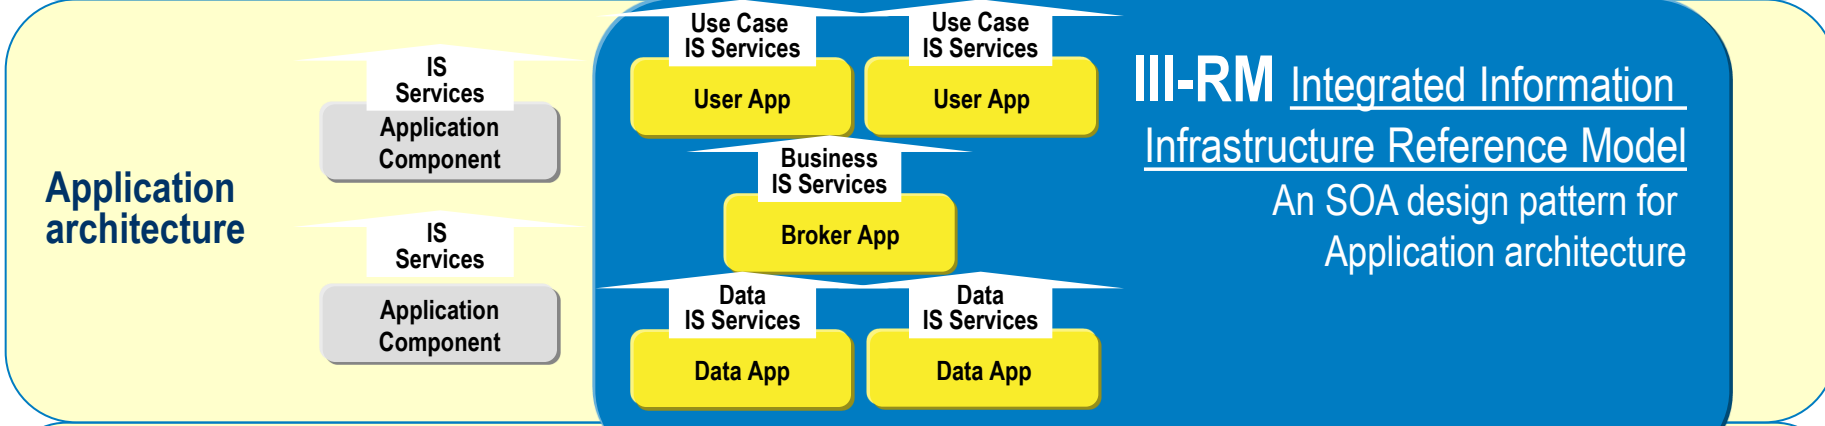 Application
architecture
IS
Services
Application
Component
IS
Services
Application
Component
Use Case
IS Services
User App
Use Case
IS Services
User App
Business
IS Services
Broker App
Data
IS Services
Data App
Data
IS Services
Data App
III-RM Integrated Information
Infrastructure Reference Model
An SOA design pattern for
Application architecture